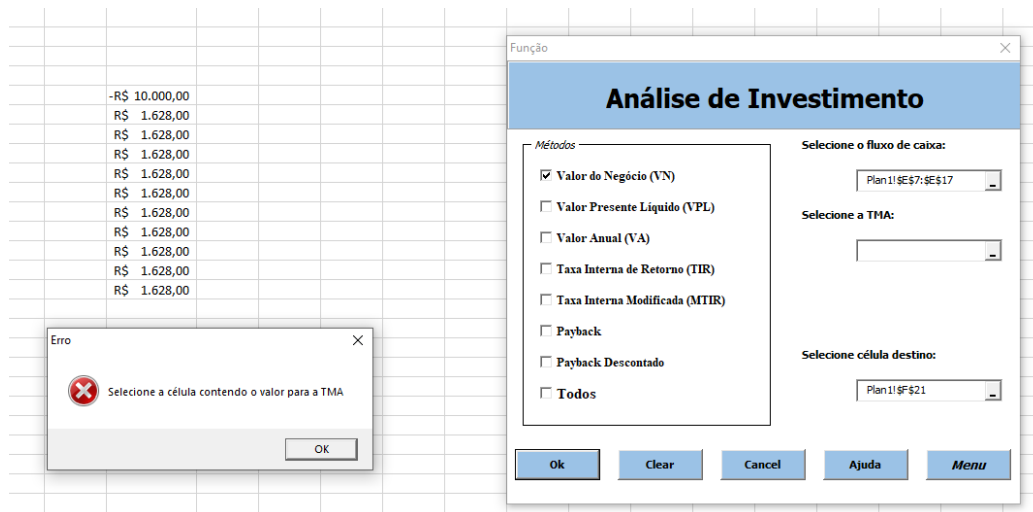 -R$ 10.000,00
R$ 1.628,00
R$ 1.628,00
R$ 1.628,00
R$ 1.628,00
R$ 1.628,00
R$ 1.628,00
R$ 1.628,00
R$ 1.628,00
R$ 1.628,00
R$ 1.628,00
Erro
Selecione a célula contendo o valor para a TMA
OK
Função
Análise de Investimento
Métodos
Valor do Negócio (VN)
Valor Presente Líquido (VPL)
Valor Anual (VA)
Taxa Interna de Retorno (TIR)
Taxa Interna Modificada (MTIR)
Payback
Payback Descontado
Todos
Selecione o fluxo de caixa:
Plan1!$E$7:$E$17
Selecione a TMA:
Selecione célula destino:
Plan1!$F$21
Ok
Clear
Cancel
Ajuda
Menu